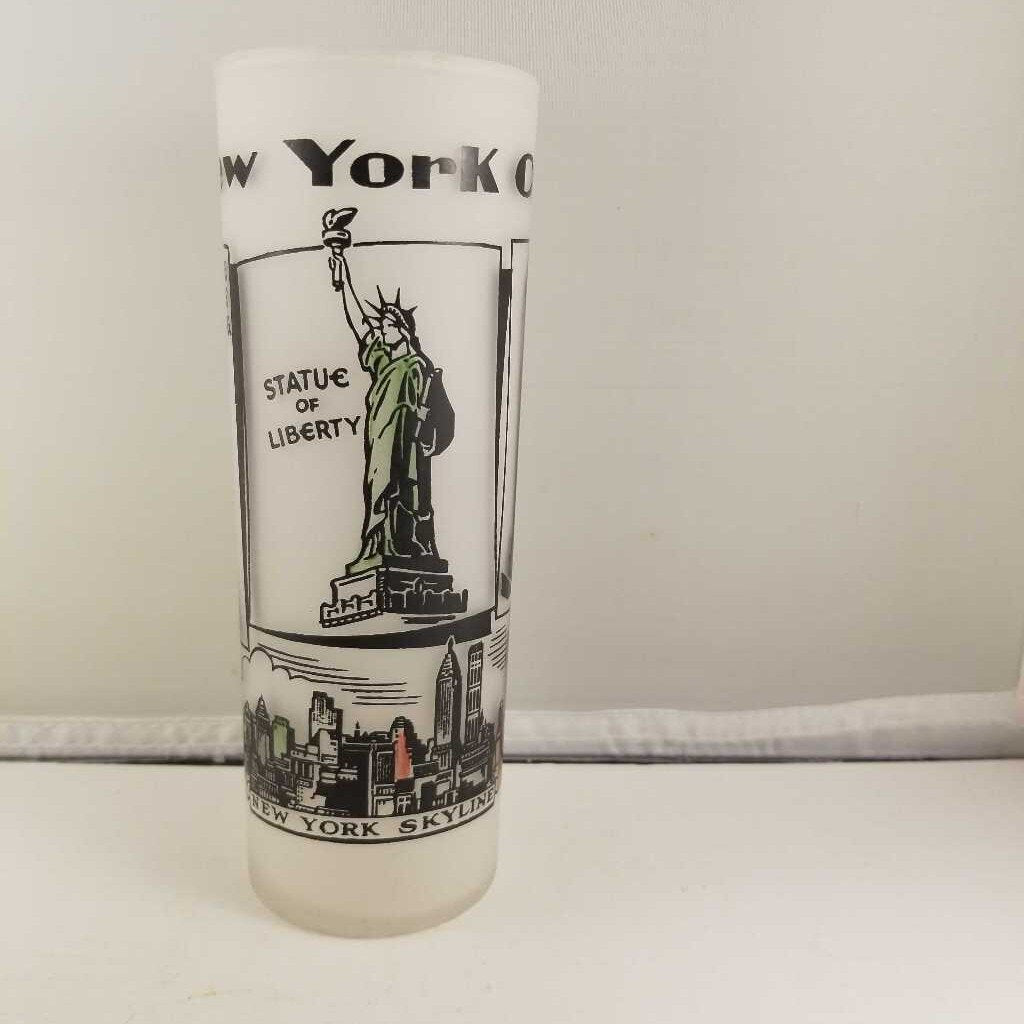 ew York C
STATUE
OF
LIBERTY
NEW YORK SKYLINE